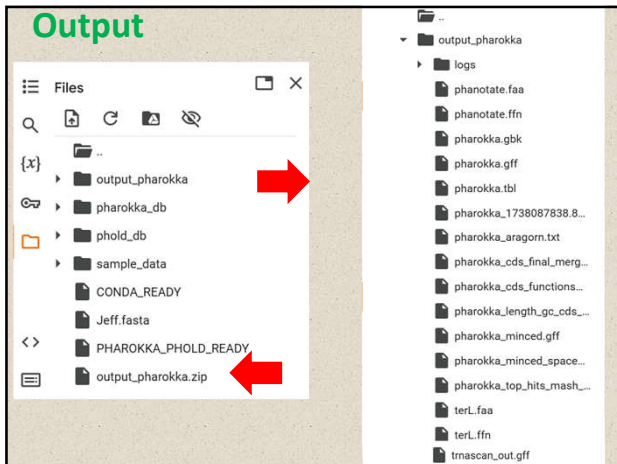 Output
Files
..
output_pharokka
pharokka_db
phold_db
sample_data
CONDA_READY
Jeff.fasta
PHAROKKA_PHOLD_READY
output_pharokka.zip
{x}
<>
..
output_pharokka
logs
phanotate.faa
phanotate.ffn
pharokka.gbk
pharokka.gff
pharokka.tbl
pharokka_1738087838.8...
pharokka_aragorn.txt
pharokka_cds_final_merg...
pharokka_cds_functions...
pharokka_length_gc_cds_...
pharokka_minced.gff
pharokka_minced_space...
pharokka_top_hits_mash_...
terL.faa
terL.ffn
trnascan_out.gff